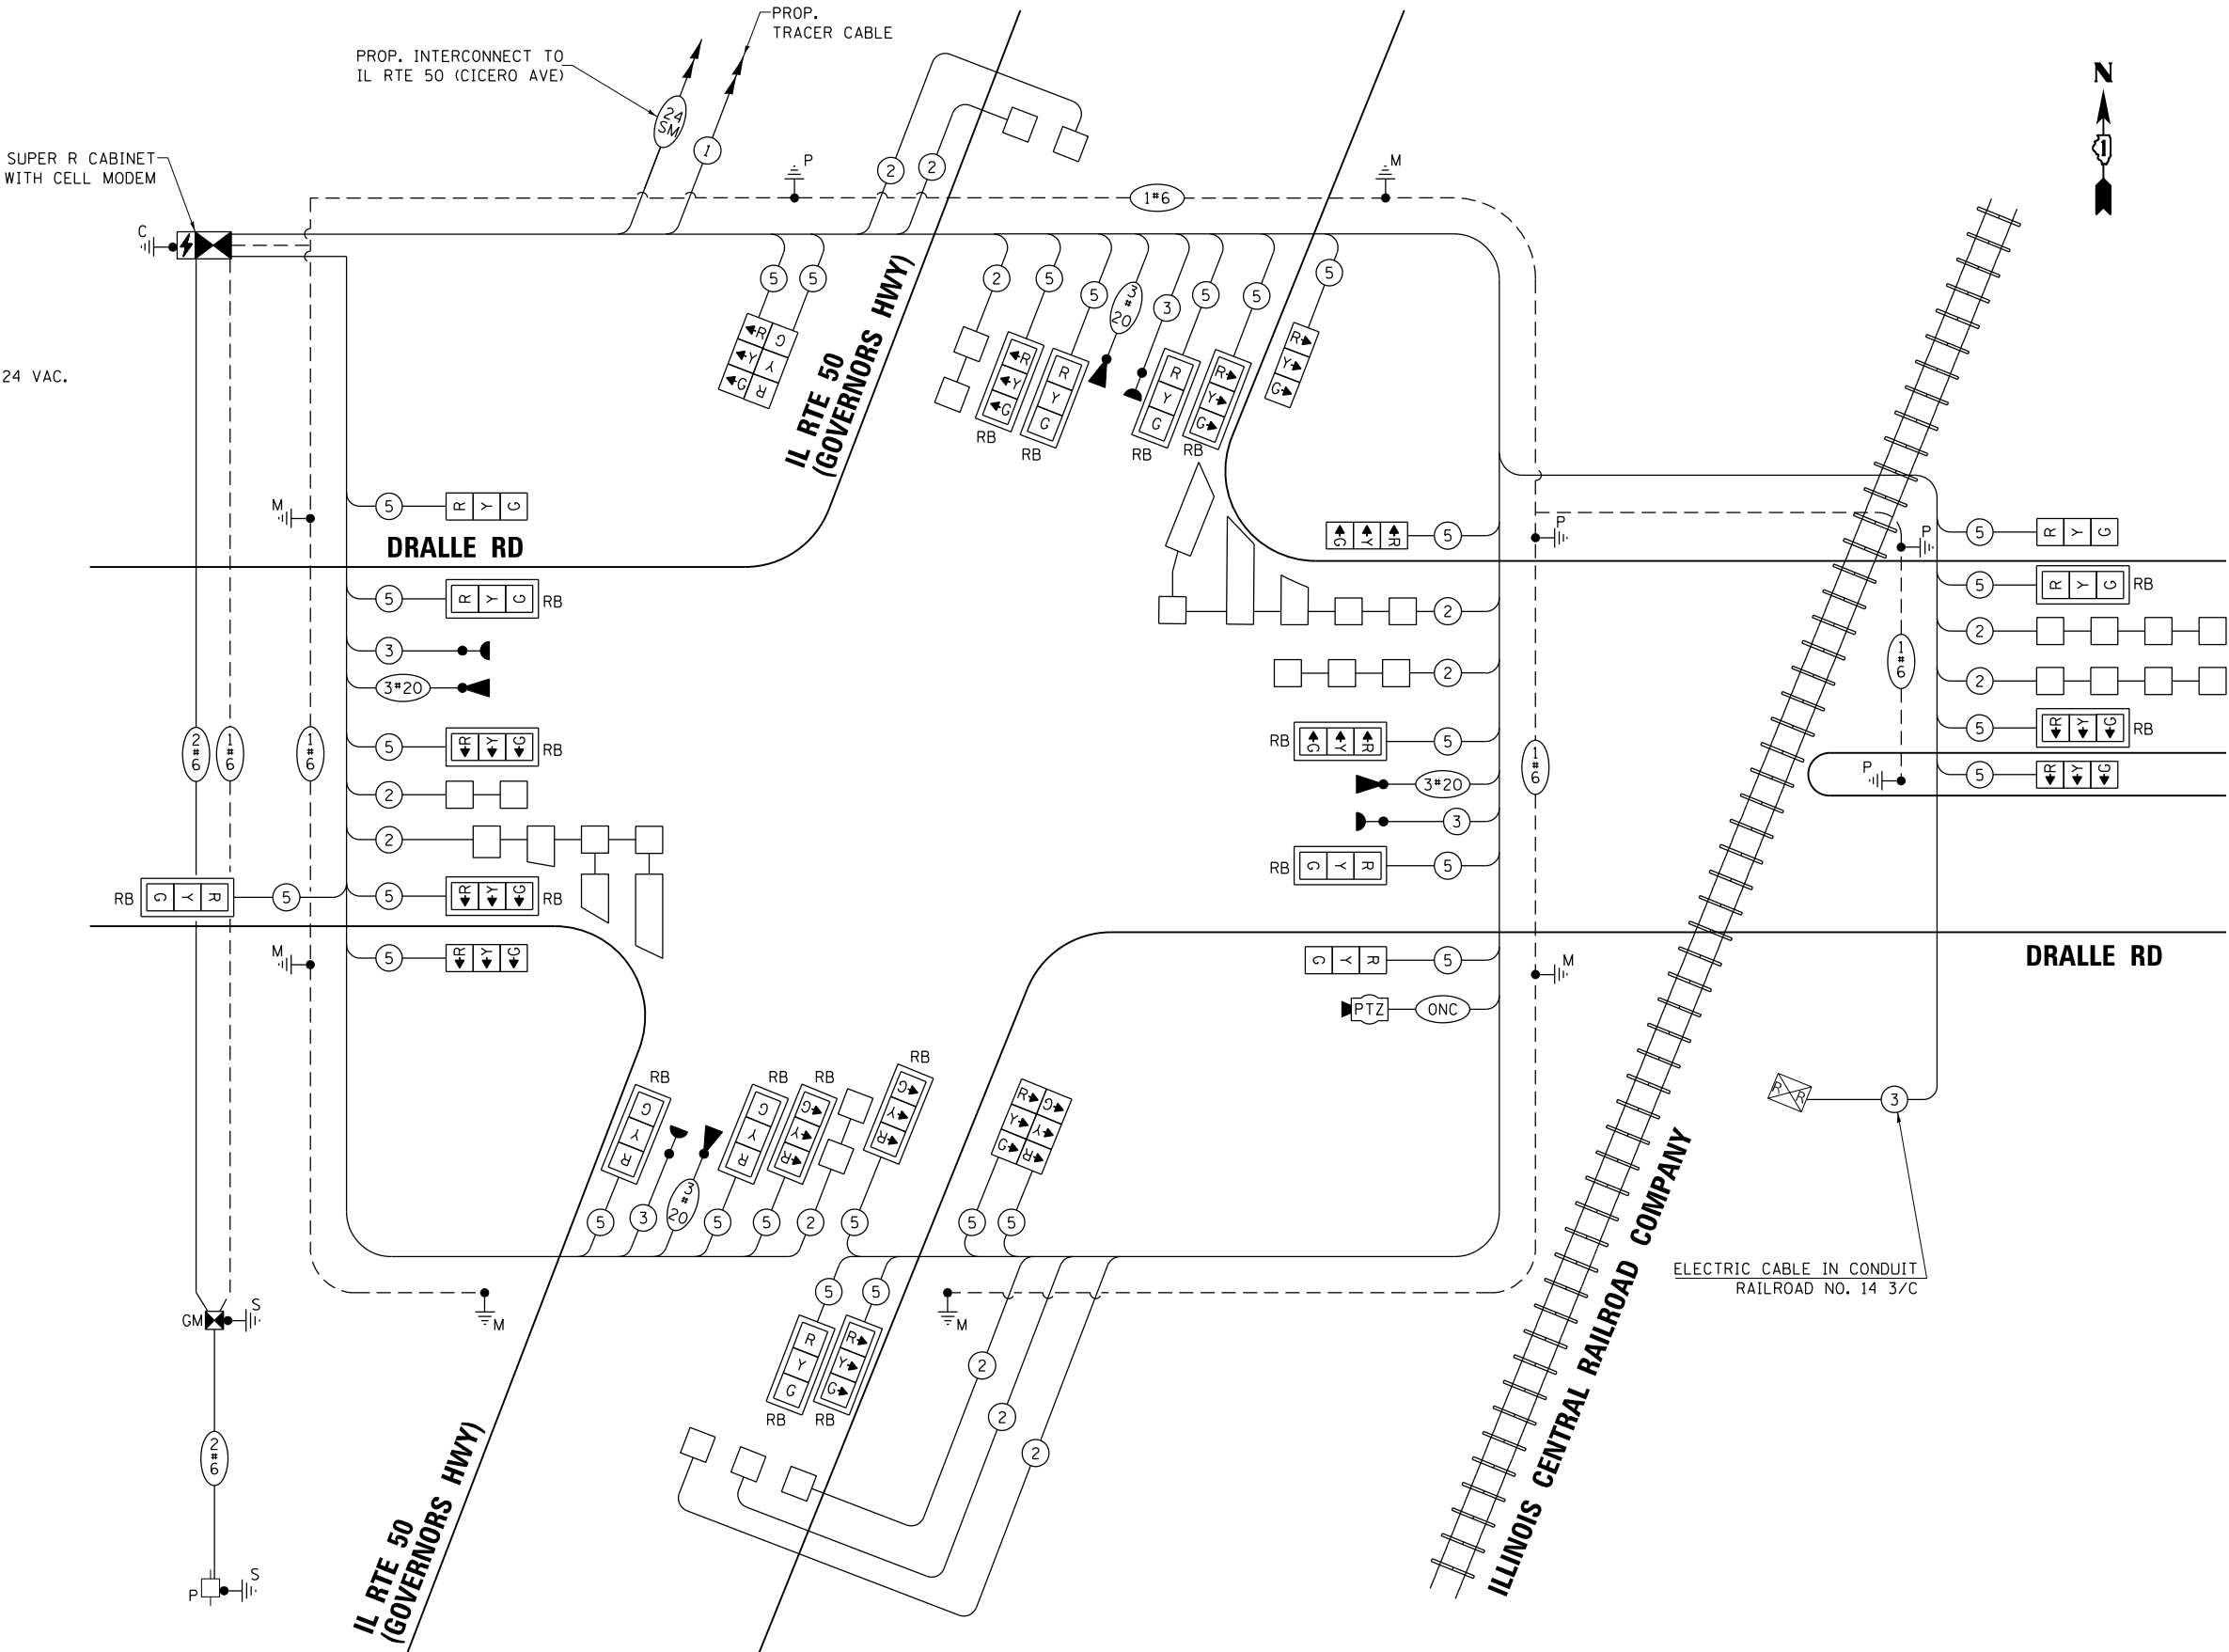 PROP.
TRACER CABLE
PROP. INTERCONNECT TO
IL RTE 50 (CICERO AVE)
24
SM
1
N
1
SUPER R CABINET
WITH CELL MODEM
2
2
P
M
1#6
C
24 VAC.
5
5
2
5
5
3
#
20
3
5
5
5
R
Y
G
G
Y
R
R
Y
G
R
Y
G
R
Y
G
R
Y
G
R
Y
G
RB
RB
RB
RB
IL RTE 50
(GOVERNORS HWY)
M
5
R Y G
DRALLE RD
5
R Y G
RB
3
3#20
5
R Y G
RB
2
2
5
R Y G
RB
5
R Y G
M
2
#
6
1
#
6
1
#
6
RB
G Y R
5
G Y R
5
P
2
2
RB
G Y R
5
3#20
3
RB
G Y R
5
1
#
6
G Y R
5
M
PTZ
ONC
P
5
R Y G
5
R Y G
RB
2
2
1
#
6
5
R Y G
RB
P
5
R Y G
DRALLE RD
R R
3
ELECTRIC CABLE IN CONDUIT
RAILROAD NO. 14 3/C
ILLINOIS CENTRAL RAILROAD COMPANY
RB
G
Y
R
RB
G
Y
R
RB
G
Y
R
RB
G
Y
R
R
Y
G
G
Y
R
5
3
3
#
20
5
5
2
5
5
5
M
M
5
5
R
Y
G
RB
R
Y
G
RB
2
2
2
GM
S
2
#
6
P
S
IL RTE 50
(GOVERNORS HWY)